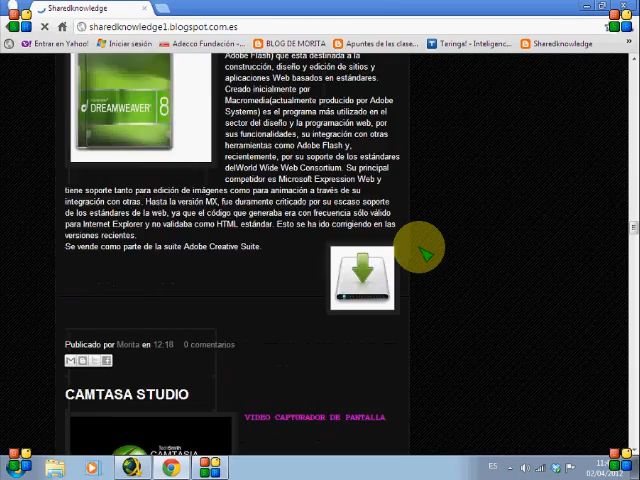 Sharedknowledge
sharedknowledge1.blogspot.com.es
Entrar en Yahoo! Iniciar sesión Adecco Fundación -... BLOG DE MORITA Apuntes de las clase... Taringa! - Inteligenc... Sharedknowledge
DREAMWEAVER 8
Adobe Flash) que está destinada a la
construcción, diseño y edición de sitios y
aplicaciones Web basados en estándares.
Creado inicialmente por
Macromedia(actualmente producido por Adobe
Systems) es el programa más utilizado en el
sector del diseño y la programación web, por
sus funcionalidades, su integración con otras
herramientas como Adobe Flash y,
recientemente, por su soporte de los estándares
delWorld Wide Web Consortium. Su principal
competidor es Microsoft Expression Web y
tiene soporte tanto para edición de imágenes como para animación a través de su
integración con otras. Hasta la versión MX, fue duramente criticado por su escaso soporte
de los estándares de la web, ya que el código que generaba era con frecuencia sólo válido
para Internet Explorer y no validaba como HTML estándar. Esto se ha ido corrigiendo en las
versiones recientes.
Se vende como parte de la suite Adobe Creative Suite.
Publicado por Morita en 12:18 0 comentarios
CAMTASA STUDIO
VIDEO CAPTURADOR DE PANTALLA
TechSmith
CAMTASIA
ES
02/04/2012